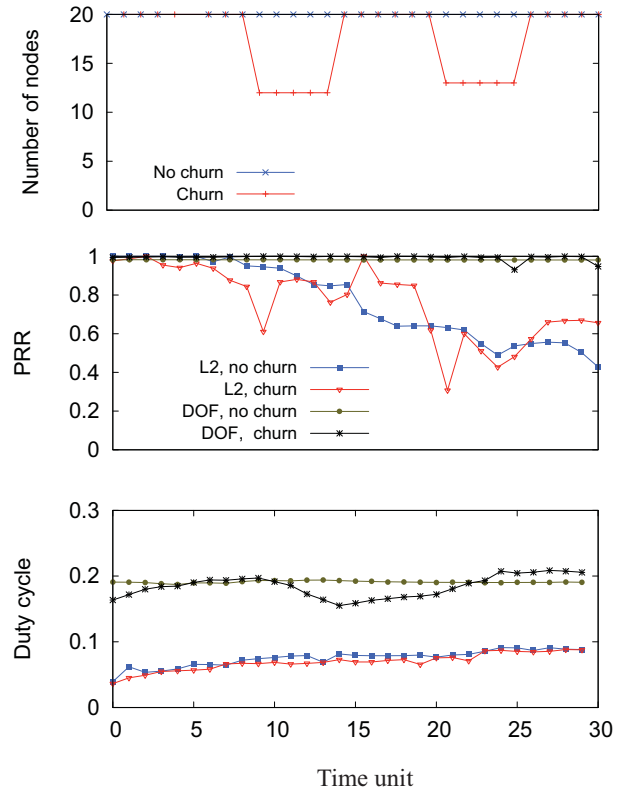 20
15
10
5
0
Number of nodes
No churn
Churn
1
0.8
0.6
0.4
0.2
0
PRR
L2, no churn
L2, churn
DOF, no churn
DOF, churn
0.3
0.2
0.1
0
Duty cycle
0 5 10 15 20 25 30
Time unit